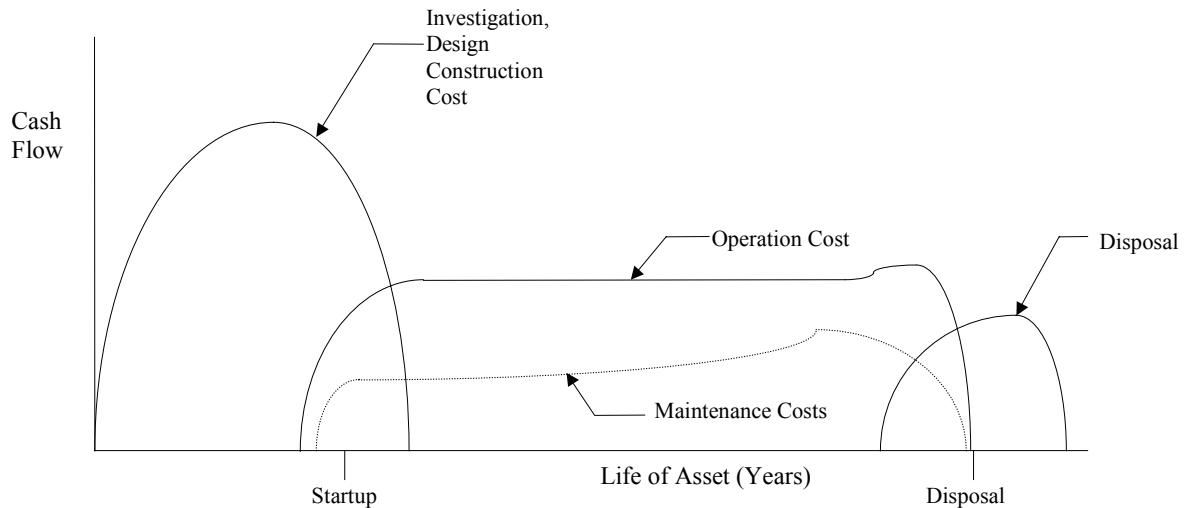 Investigation,
Design
Construction
Cost
Cash
Flow
Operation Cost
Disposal
Maintenance Costs
Life of Asset (Years)
Startup
Disposal